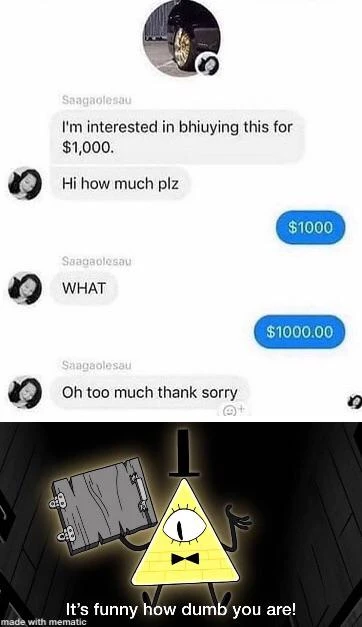 Saagaolesau
I'm interested in bhiuying this for
$1,000.
Hi how much plz
$1000
Saagaolesau
WHAT
$1000.00
Saagaolesau
Oh too much thank sorry
It's funny how dumb you are!
made with mematic